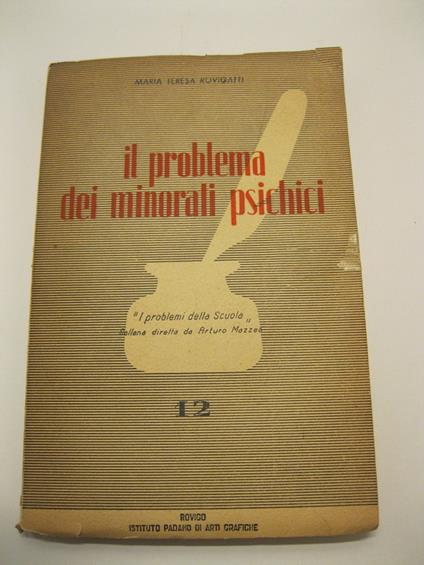 MARIA TERESA ROVIGATTI
il problema
dei minorati psichici
"I problemi della Scuola„
Collana diretta da Arturo Mazzeo
12
ROVIGO
ISTITUTO PADANO DI ARTI GRAFICHE